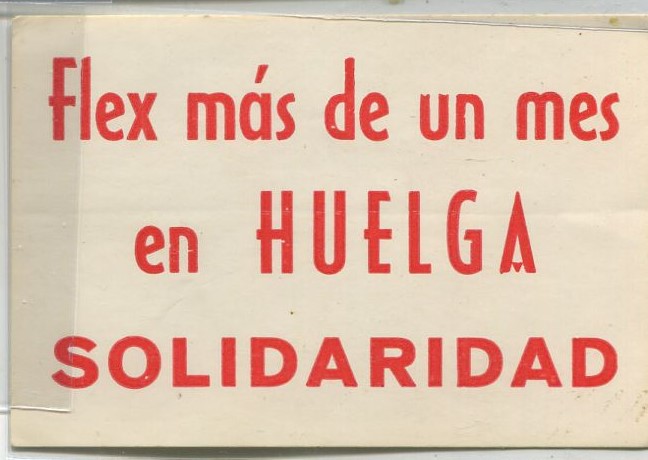 Flex más de un mes
en HUELGA
SOLIDARIDAD